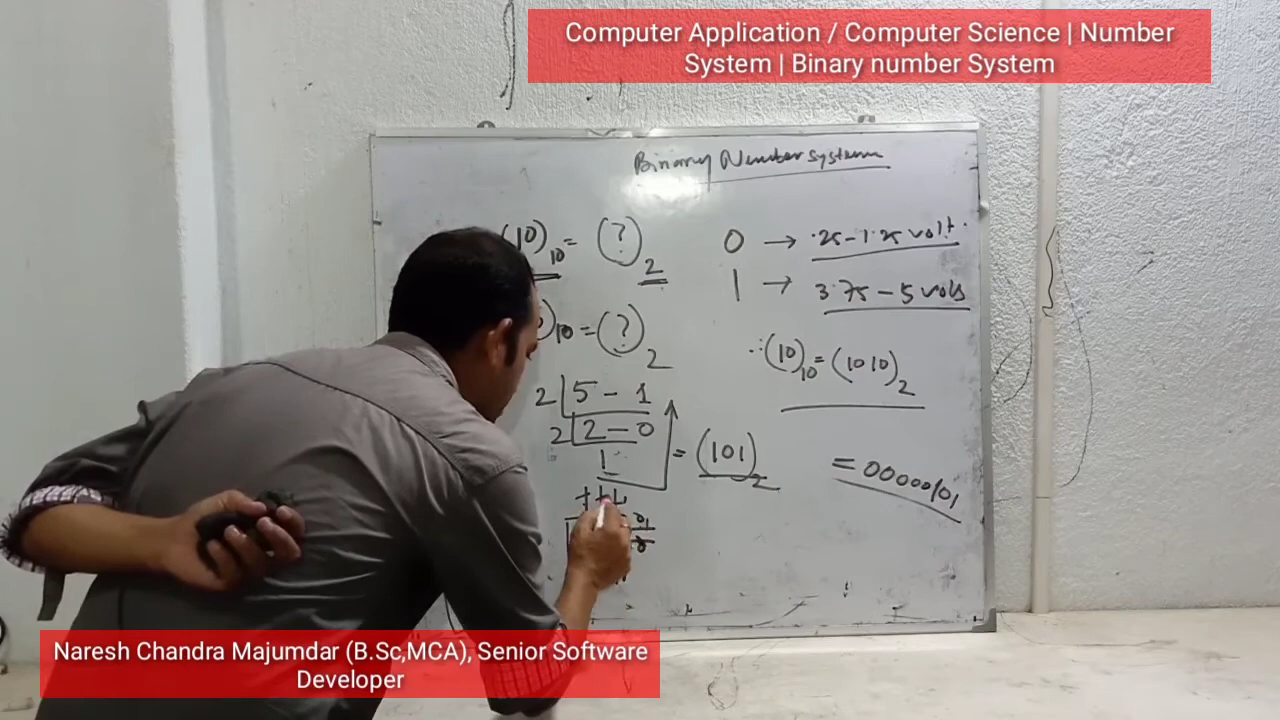 Computer Application / Computer Science | Number
System | Binary number System
Binary Number System
(10)10 = (?)2
)10 = (?)2
2 | 5 - 1
2 | 2 - 0
1
= (101)2
0 → .25 - 1.25 volt
1 → 3.75 - 5 volts
∴ (10)10 = (1010)2
= 00000101
Naresh Chandra Majumdar (B.Sc,MCA), Senior Software
Developer